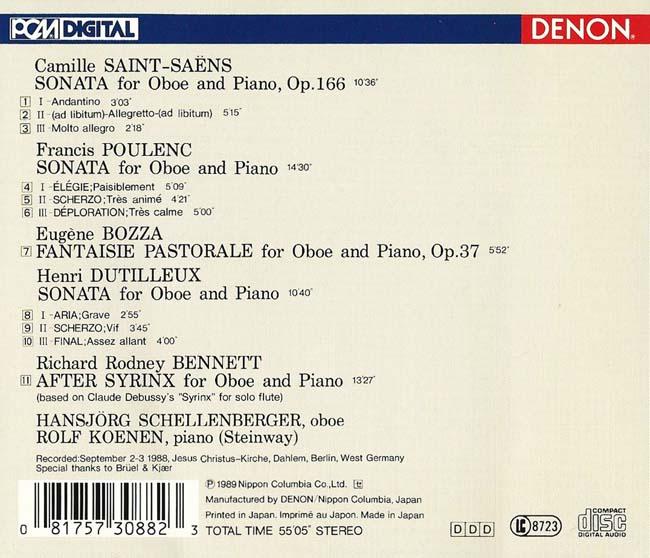 PCM DIGITAL
DENON
Camille SAINT-SAËNS
SONATA for Oboe and Piano, Op.166 10'36"
1 I-Andantino 3'03"
2 II-(ad libitum)-Allegretto-(ad libitum) 5'15"
3 III-Molto allegro 2'18"
Francis POULENC
SONATA for Oboe and Piano 14'30"
4 I-ÉLÉGIE;Paisiblement 5'09"
5 II-SCHERZO;Très animé 4'21"
6 III-DÉPLORATION;Très calme 5'00"
Eugène BOZZA
7 FANTAISIE PASTORALE for Oboe and Piano, Op.37 5'52"
Henri DUTILLEUX
SONATA for Oboe and Piano 10'40"
8 I-ARIA;Grave 2'55"
9 II-SCHERZO;Vif 3'45"
10 III-FINAL;Assez allant 4'00"
Richard Rodney BENNETT
11 AFTER SYRINX for Oboe and Piano 13'27"
(based on Claude Debussy's "Syrinx" for solo flute)
HANSJÖRG SCHELLENBERGER, oboe
ROLF KOENEN, piano (Steinway)
Recorded:September 2-3 1988, Jesus Christus-Kirche, Dahlem, Berlin, West Germany
Special thanks to Brüel & Kjær
0 81757 30882 3
℗ 1989 Nippon Columbia Co.,Ltd.
Manufactured by DENON/Nippon Columbia, Japan
Printed in Japan. Imprimé au Japon. Made in Japan
TOTAL TIME 55'05" STEREO
DDD
LC 8723
COMPACT
disc
DIGITAL AUDIO